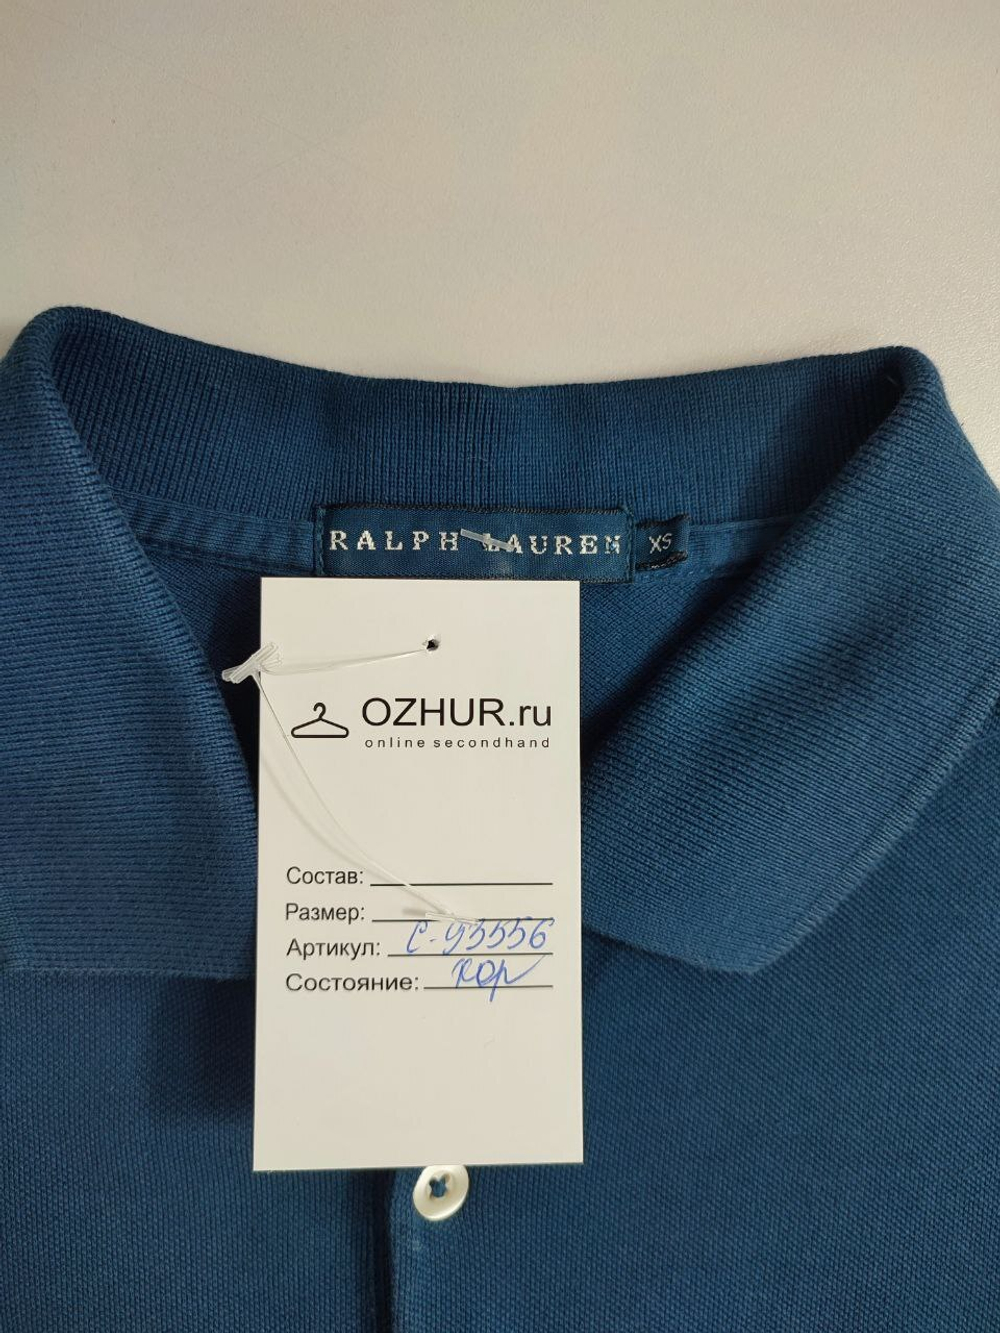 RALPH LAUREN
XS
OZHUR.ru
online secondhand
Состав:
Размер:
Артикул: С-93556
Состояние: хор